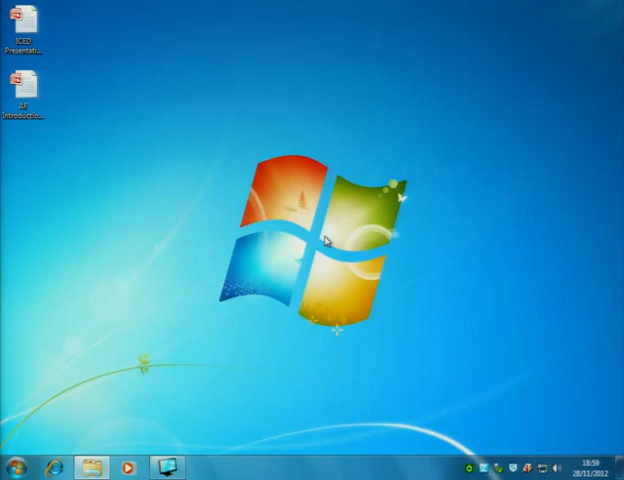 ICED
Presentati...
AF
Introductio...
18:59
28/11/2012